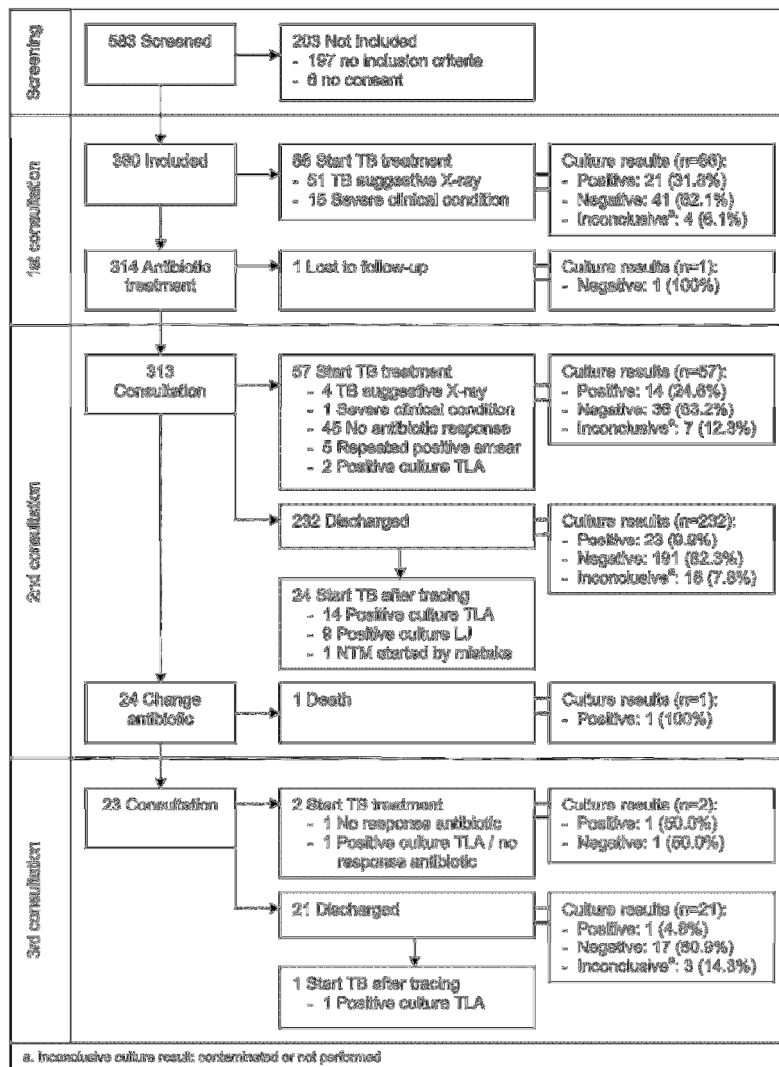 Screening
583 Screened
203 Not Included
- 197 no inclusion criteria
- 6 no consent
1st consultation
380 Included
66 Start TB treatment
- 51 TB suggestive X-ray
- 15 Severe clinical condition
Culture results (n=66):
- Positive: 21 (31.8%)
- Negative: 41 (62.1%)
- Inconclusiveª: 4 (6.1%)
314 Antibiotic
treatment
1 Lost to follow-up
Culture results (n=1):
- Negative: 1 (100%)
2nd consultation
313
Consultation
57 Start TB treatment
- 4 TB suggestive X-ray
- 1 Severe clinical condition
- 45 No antibiotic response
- 5 Repeated positive smear
- 2 Positive culture TLA
Culture results (n=57):
- Positive: 14 (24.6%)
- Negative: 36 (63.2%)
- Inconclusiveª: 7 (12.3%)
232 Discharged
Culture results (n=232):
- Positive: 23 (9.9%)
- Negative: 191 (82.3%)
- Inconclusiveª: 18 (7.8%)
24 Start TB after tracing
- 14 Positive culture TLA
- 9 Positive culture LJ
- 1 NTM started by mistake
24 Change
antibiotic
1 Death
Culture results (n=1):
- Positive: 1 (100%)
3rd consultation
23 Consultation
2 Start TB treatment
- 1 No response antibiotic
- 1 Positive culture TLA / no
response antibiotic
Culture results (n=2):
- Positive: 1 (50.0%)
- Negative: 1 (50.0%)
21 Discharged
Culture results (n=21):
- Positive: 1 (4.8%)
- Negative: 17 (80.9%)
- Inconclusiveª: 3 (14.3%)
1 Start TB after tracing
- 1 Positive culture TLA
a. Inconclusive culture result: contaminated or not performed